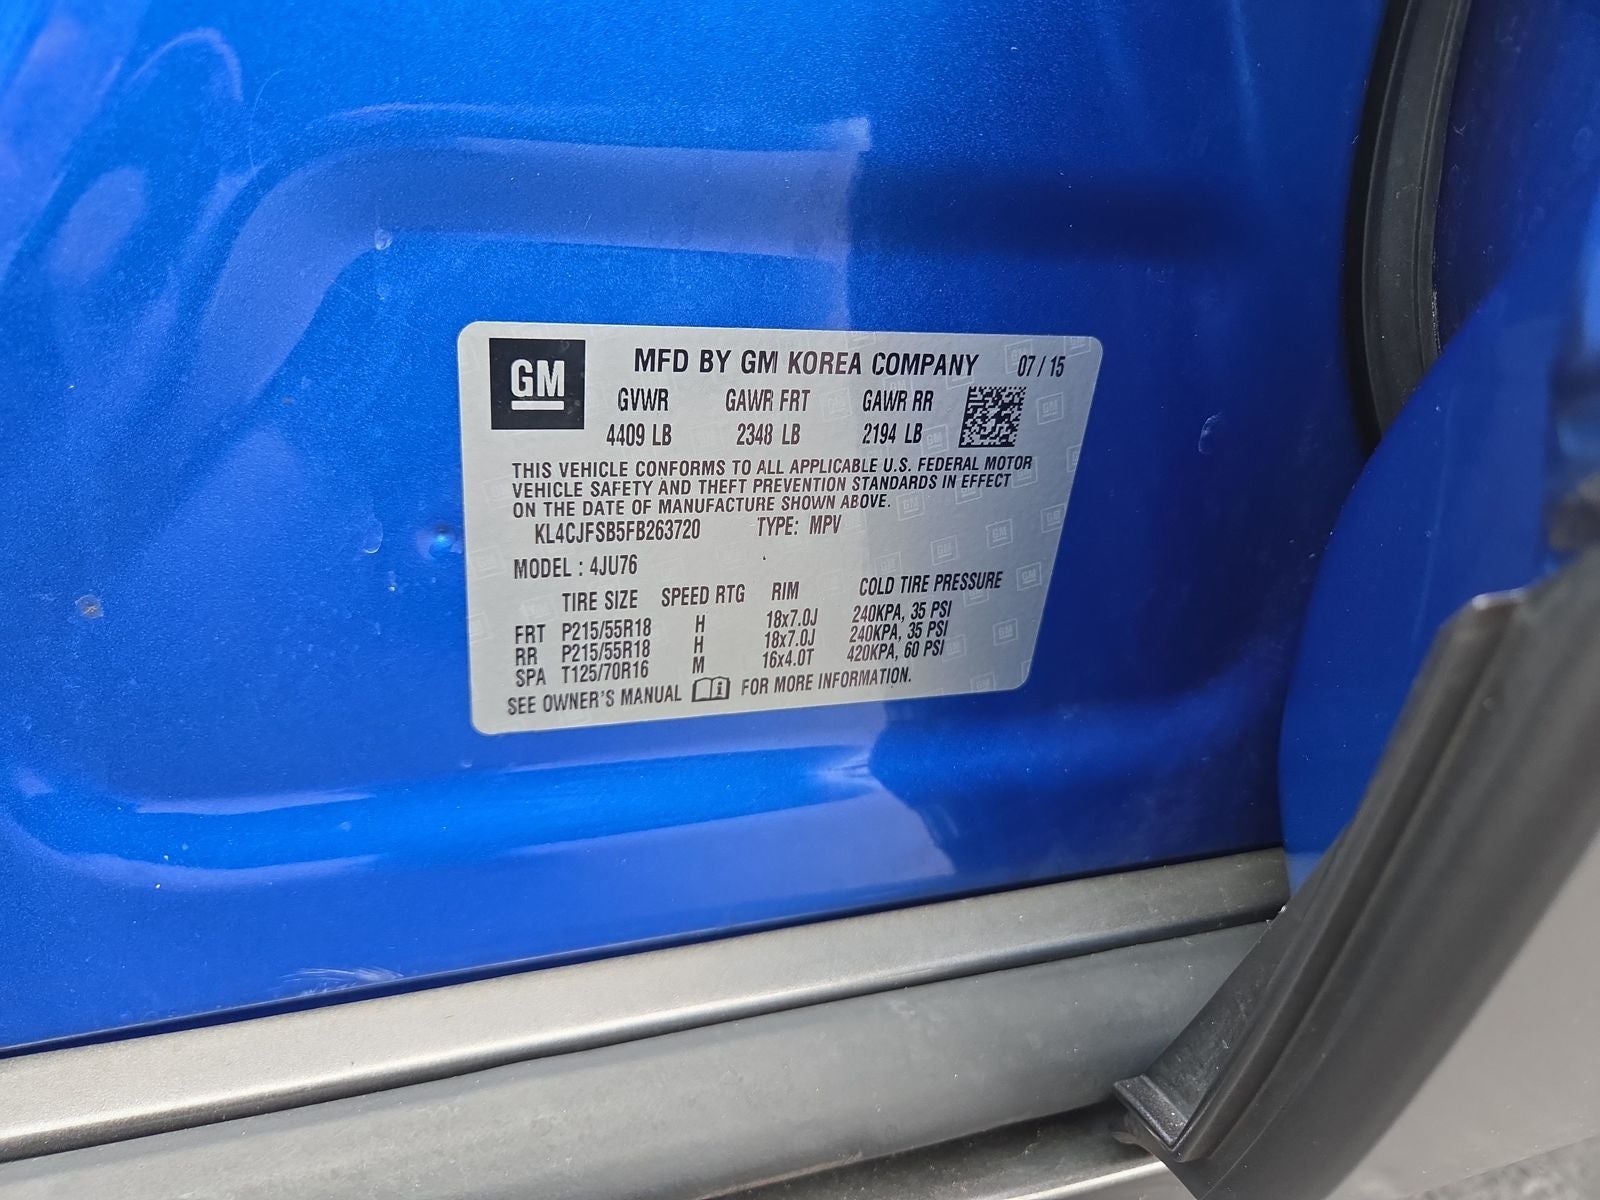 GM MFD BY GM KOREA COMPANY 07/15
GVWR GAWR FRT GAWR RR
4409 LB 2348 LB 2194 LB
THIS VEHICLE CONFORMS TO ALL APPLICABLE U.S. FEDERAL MOTOR
VEHICLE SAFETY AND THEFT PREVENTION STANDARDS IN EFFECT
ON THE DATE OF MANUFACTURE SHOWN ABOVE.
KL4CJFSB5FB263720 TYPE: MPV
MODEL : 4JU76
TIRE SIZE SPEED RTG RIM COLD TIRE PRESSURE
FRT P215/55R18 H 18x7.0J 240KPA, 35 PSI
RR P215/55R18 H 18x7.0J 240KPA, 35 PSI
SPA T125/70R16 M 16x4.0T 420KPA, 60 PSI
SEE OWNER'S MANUAL i FOR MORE INFORMATION.